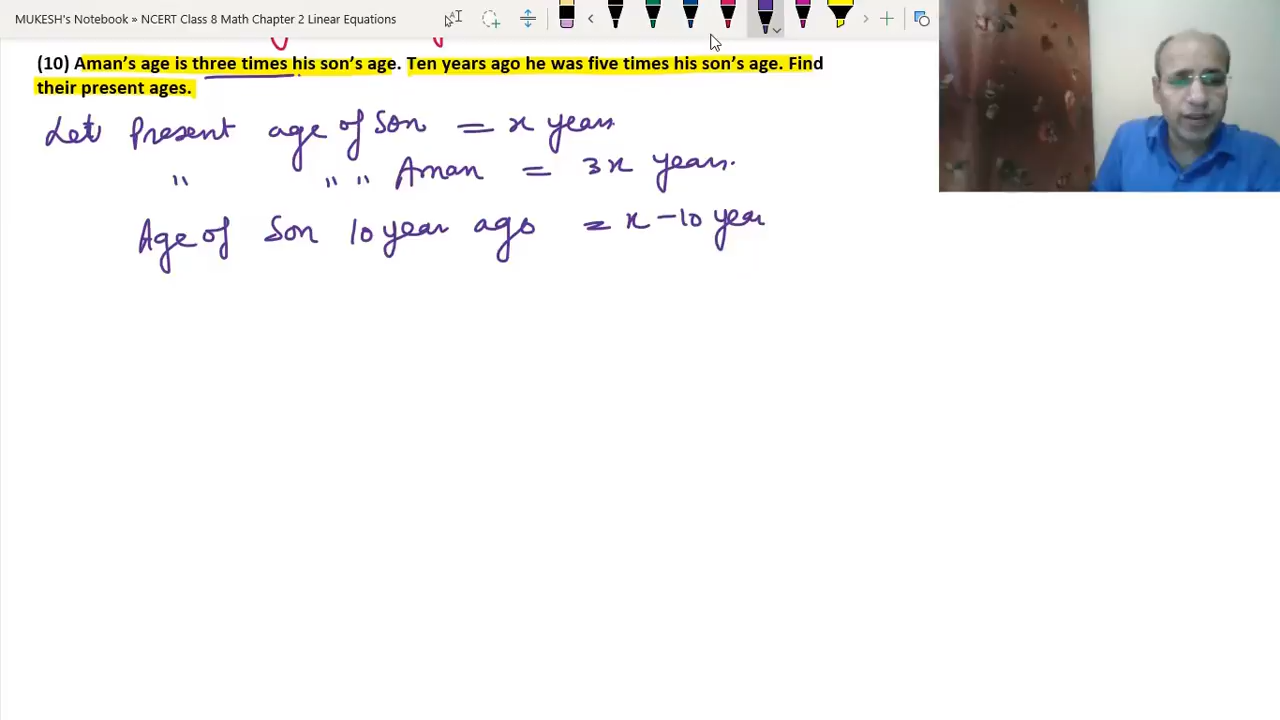 MUKESH's Notebook » NCERT Class 8 Math Chapter 2 Linear Equations
(10) Aman's age is three times his son's age. Ten years ago he was five times his son's age. Find
their present ages.
Let Present age of Son = x years.
" " " Aman = 3x years.
Age of Son 10 year ago = x - 10 year